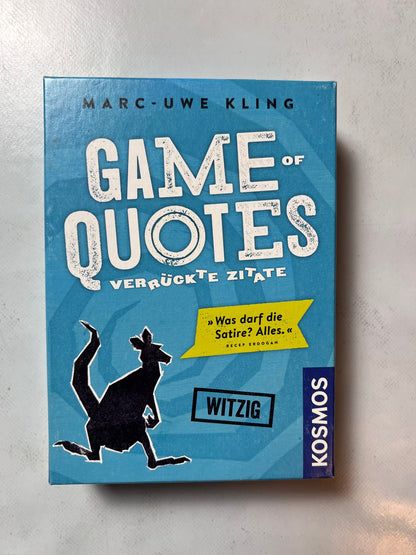 MARC-UWE KLING
GAME OF
QUOTES
VERRÜCKTE ZITATE
»Was darf die
Satire? Alles.«
RECEP ERDOGAN
WITZIG
KOSMOS